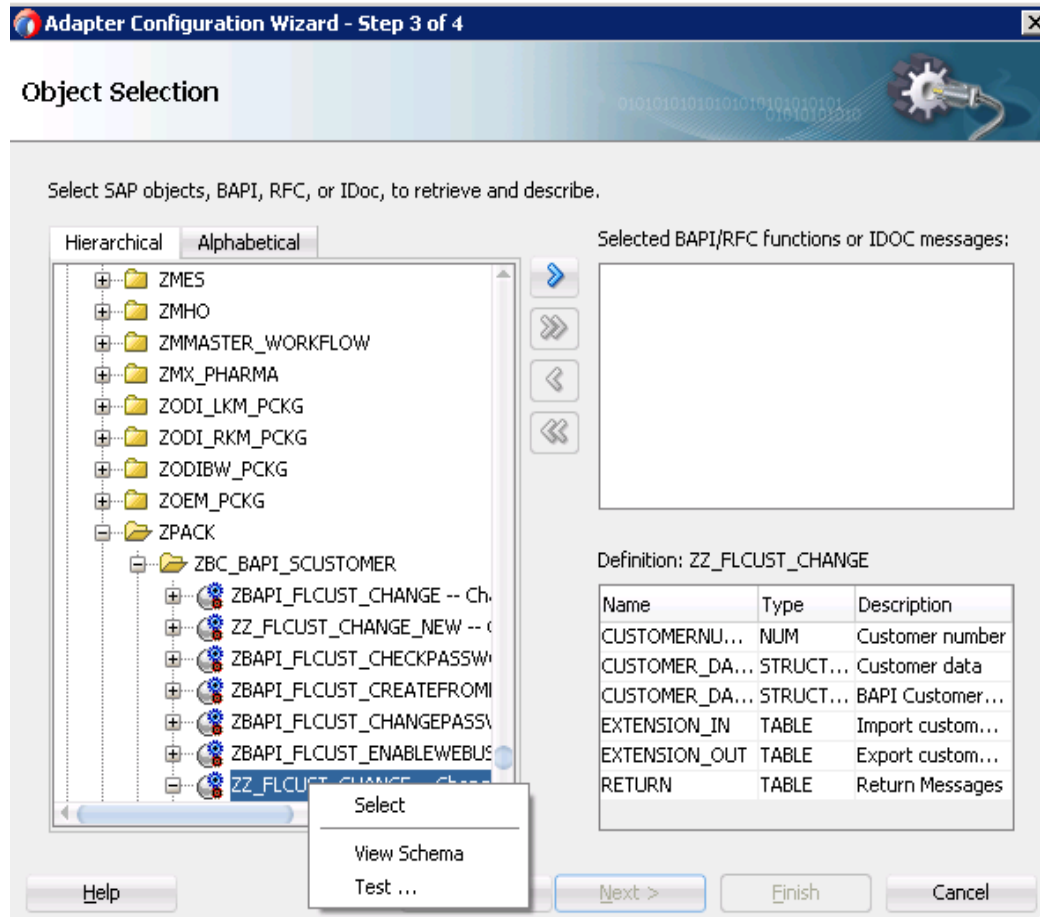 Adapter Configuration Wizard - Step 3 of 4
Object Selection
Select SAP objects, BAPI, RFC, or IDoc, to retrieve and describe.
Hierarchical Alphabetical
Selected BAPI/RFC functions or IDOC messages:
ZMES
ZMHO
ZMMASTER_WORKFLOW
ZMX_PHARMA
ZODI_LKM_PCKG
ZODI_RKM_PCKG
ZODIBW_PCKG
ZOEM_PCKG
ZPACK
ZBC_BAPI_SCUSTOMER
ZBAPI_FLCUST_CHANGE -- Ch
ZZ_FLCUST_CHANGE_NEW --
ZBAPI_FLCUST_CHECKPASSW
ZBAPI_FLCUST_CREATEFROM
ZBAPI_FLCUST_CHANGEPASS
ZBAPI_FLCUST_ENABLEWEBUS
ZZ_FLCUST_CHANGE
Select
View Schema
Test ...
Definition: ZZ_FLCUST_CHANGE
Name Type Description
CUSTOMERNU... NUM Customer number
CUSTOMER_DA... STRUCT... Customer data
CUSTOMER_DA... STRUCT... BAPI Customer...
EXTENSION_IN TABLE Import custom...
EXTENSION_OUT TABLE Export custom...
RETURN TABLE Return Messages
Help Next > Finish Cancel